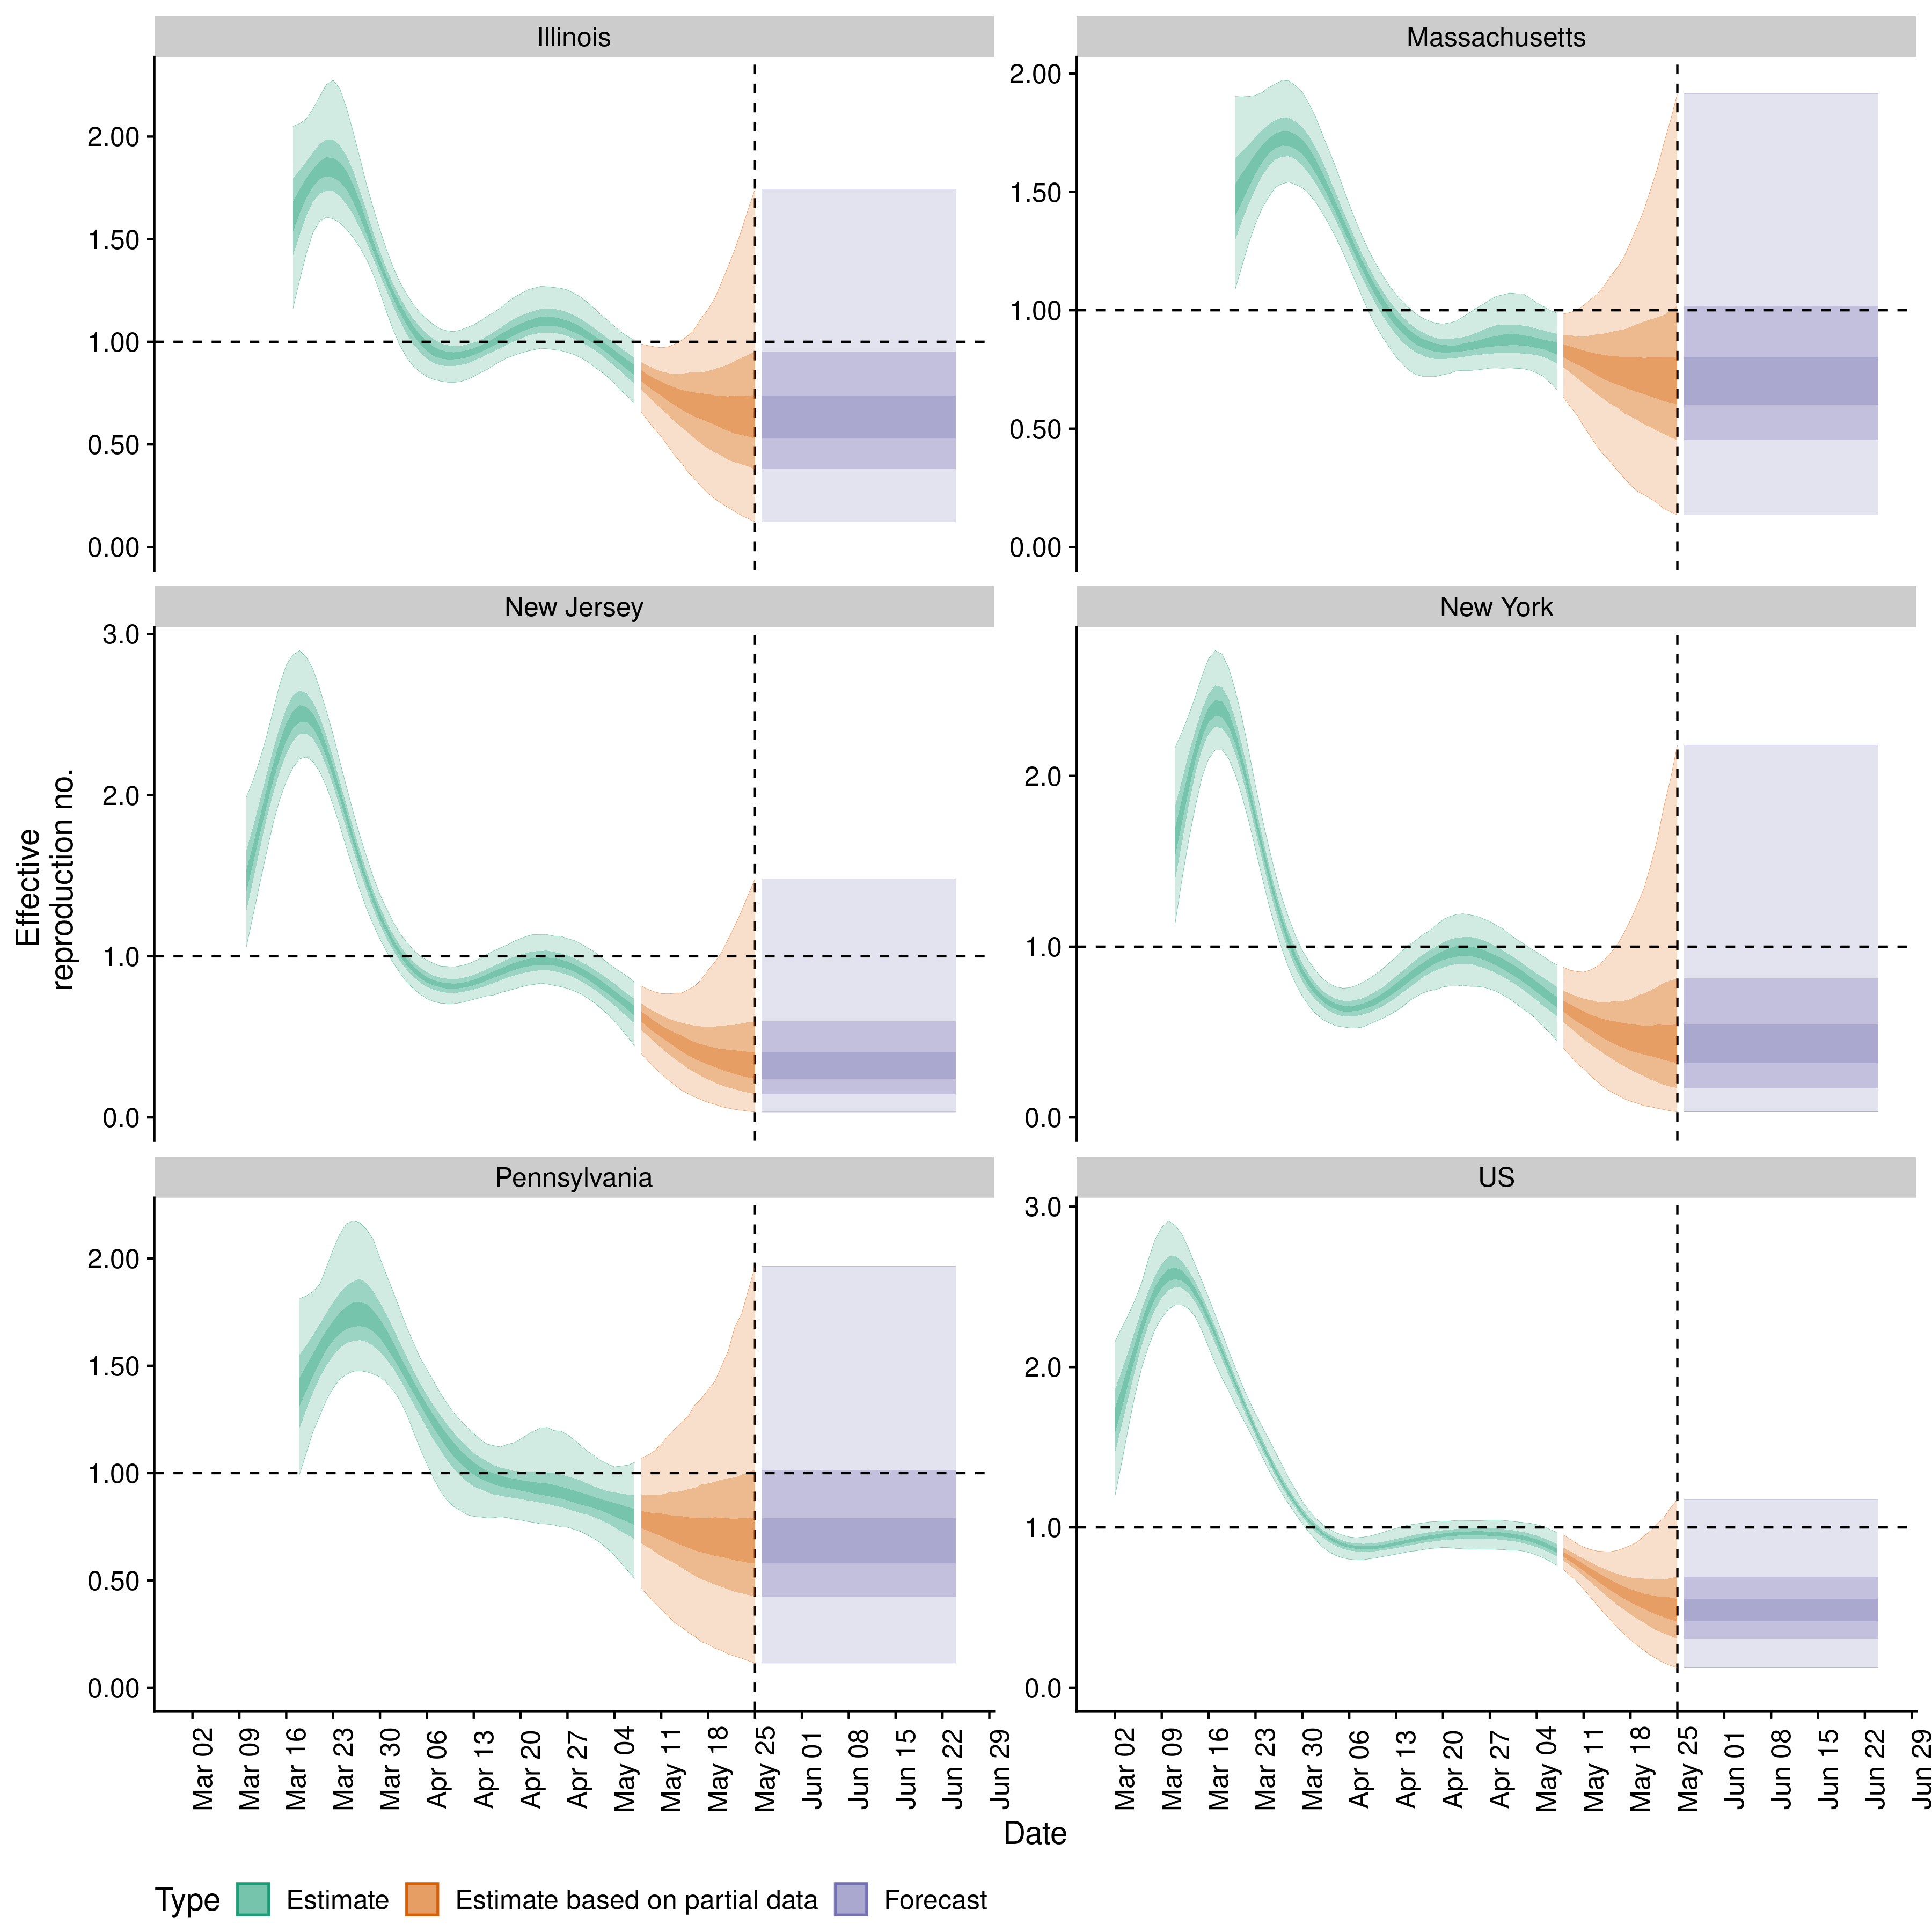 Illinois
Massachusetts
2.00
1.50
1.00
0.50
0.00
2.00
1.50
1.00
0.50
0.00
New Jersey
New York
3.0
2.0
1.0
0.0
2.0
1.0
0.0
Effective
reproduction no.
Pennsylvania
US
2.00
1.50
1.00
0.50
0.00
3.0
2.0
1.0
0.0
Mar 02
Mar 09
Mar 16
Mar 23
Mar 30
Apr 06
Apr 13
Apr 20
Apr 27
May 04
May 11
May 18
May 25
Jun 01
Jun 08
Jun 15
Jun 22
Jun 29
Mar 02
Mar 09
Mar 16
Mar 23
Mar 30
Apr 06
Apr 13
Apr 20
Apr 27
May 04
May 11
May 18
May 25
Jun 01
Jun 08
Jun 15
Jun 22
Jun 29
Date
Type Estimate Estimate based on partial data Forecast